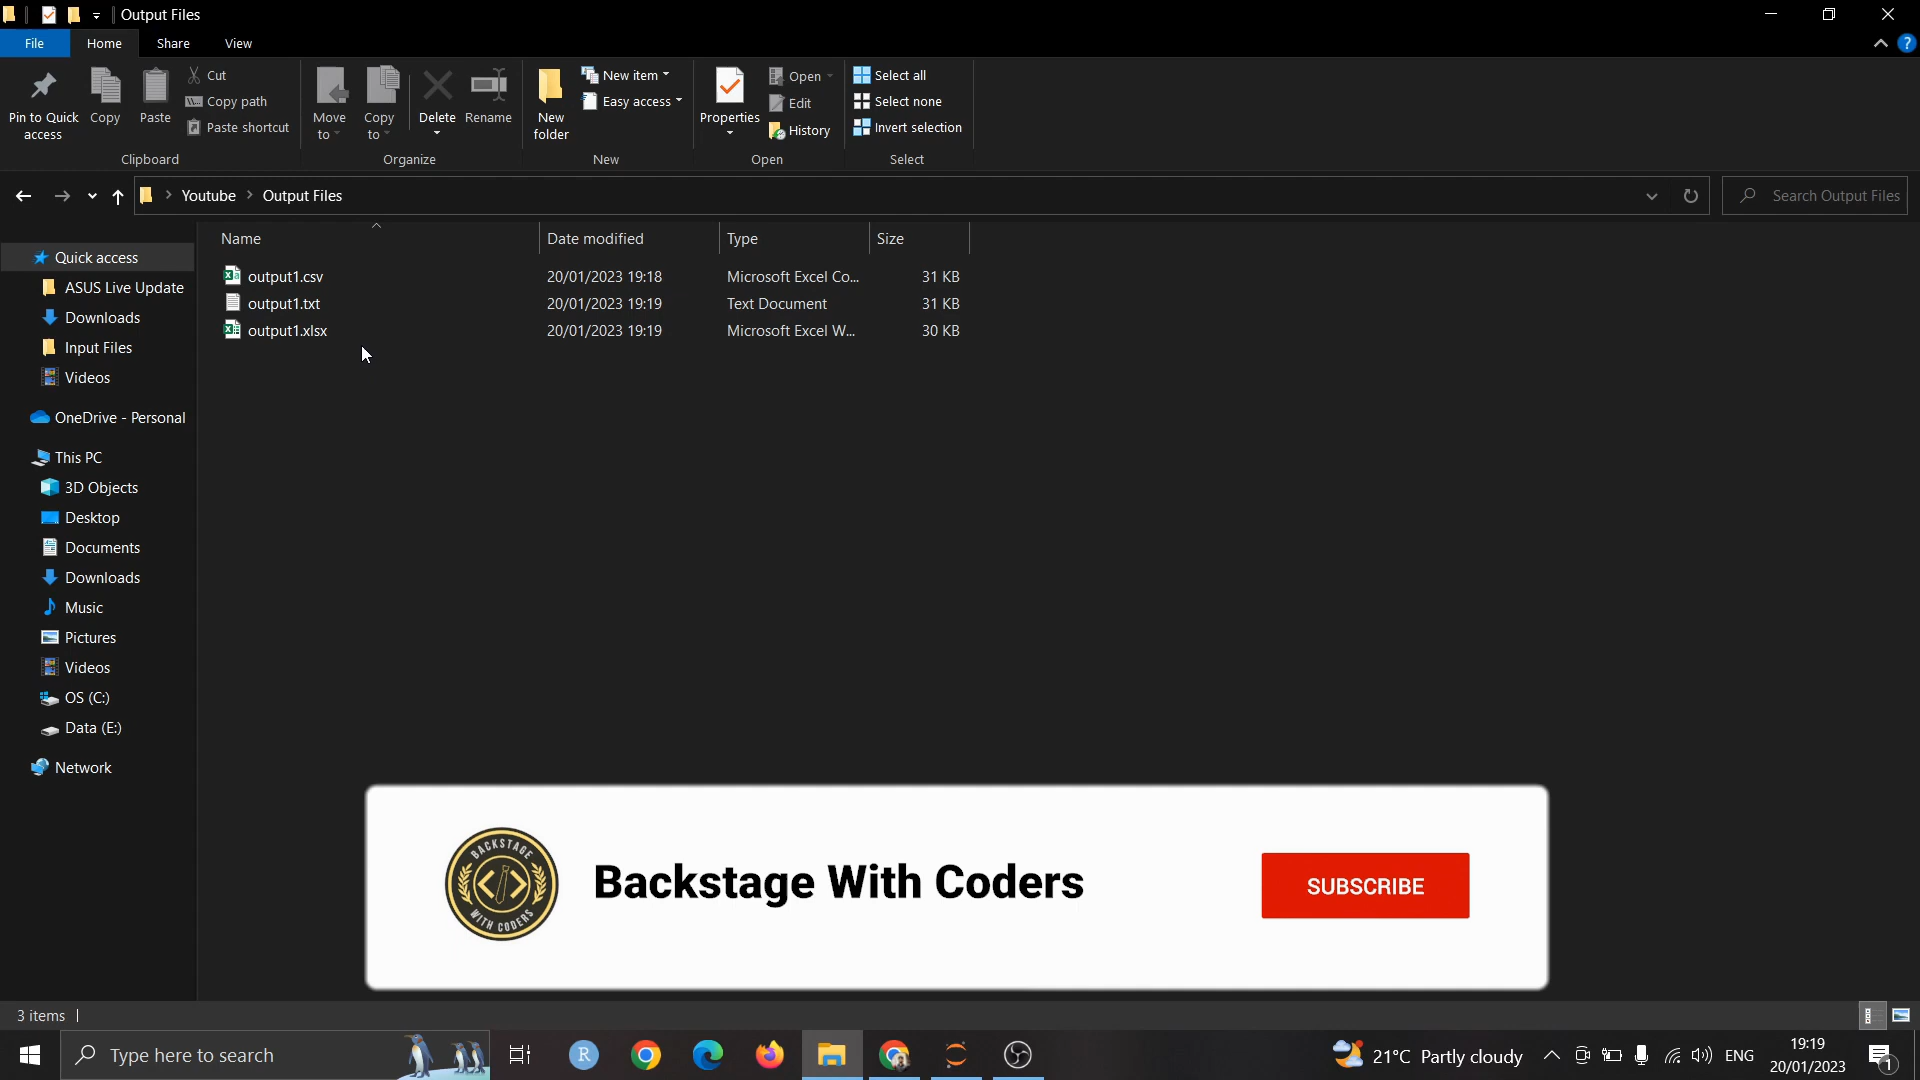 Output Files
File Home Share View
Pin to Quick access
Copy
Paste
Cut
Copy path
Paste shortcut
Clipboard
Move to
Copy to
Delete
Rename
Organize
New folder
New item
Easy access
New
Properties
Open
Edit
History
Open
Select all
Select none
Invert selection
Select
Youtube > Output Files
Search Output Files
Name Date modified Type Size
output1.csv 20/01/2023 19:18 Microsoft Excel Co... 31 KB
output1.txt 20/01/2023 19:19 Text Document 31 KB
output1.xlsx 20/01/2023 19:19 Microsoft Excel W... 30 KB
Quick access
ASUS Live Update
Downloads
Input Files
Videos
OneDrive - Personal
This PC
3D Objects
Desktop
Documents
Downloads
Music
Pictures
Videos
OS (C:)
Data (E:)
Network
BACKSTAGE
WITH CODERS
Backstage With Coders
SUBSCRIBE
3 items
Type here to search
R
21°C Partly cloudy
ENG
19:19
20/01/2023
1